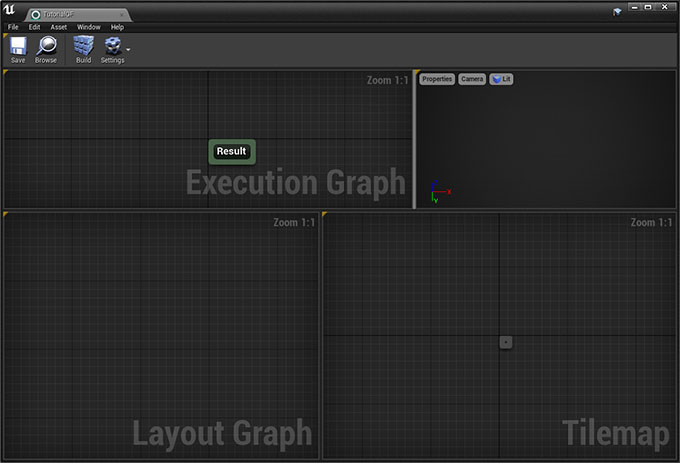 TutorialGF
File Edit Asset Window Help
Save Browse Build Settings
Zoom 1:1
Result
Execution Graph
Properties Camera Lit
Z
X
Y
Zoom 1:1
Layout Graph
Zoom 1:1
Tilemap